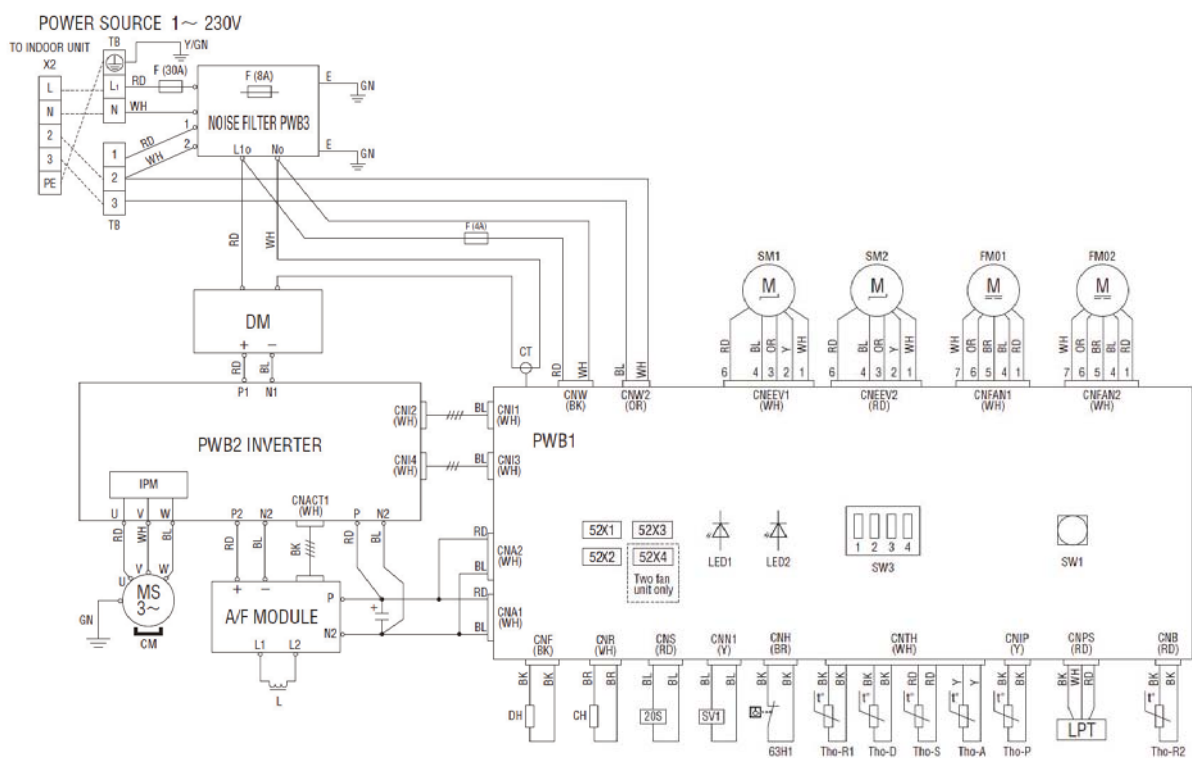 POWER SOURCE 1～ 230V
TO INDOOR UNIT
X2
L
N
2
3
PE
TB
Y/GN
L1
N
RD
F (30A)
WH
1
2
3
TB
RD
WH
1
2
F (8A)
NOISE FILTER PWB3
L1o
No
E
GN
E
GN
RD
WH
F (4A)
DM
+
−
RD
BL
P1
N1
CT
RD
WH
BL
WH
CNW
(BK)
CNW2
(OR)
SM1
M
RD
BL
OR
Y
WH
6
4
3
2
1
CNEEV1
(WH)
SM2
M
RD
BL
OR
Y
WH
6
4
3
2
1
CNEEV2
(RD)
FM01
M
WH
OR
BR
BL
RD
7
6
5
4
1
CNFAN1
(WH)
FM02
M
WH
OR
BR
BL
RD
7
6
5
4
1
CNFAN2
(WH)
PWB2 INVERTER
CNI2
(WH)
BL
CNI1
(WH)
CNI4
(WH)
BL
CNI3
(WH)
PWB1
IPM
U
V
W
P2
N2
CNACT1
(WH)
P
N2
RD
WH
BL
RD
BL
BK
RD
BL
U
V
W
MS
3～
GN
CM
+
−
A/F MODULE
P
N2
L1
L2
L
+
RD
CNA2
(WH)
BL
RD
CNA1
(WH)
BL
52X1
52X3
52X2
52X4
Two fan
unit only
LED1
LED2
1 2 3 4
SW3
SW1
CNF
(BK)
CNR
(WH)
CNS
(RD)
CNN1
(Y)
CNH
(BR)
CNTH
(WH)
CNIP
(Y)
CNPS
(RD)
CNB
(RD)
BK
BK
BR
BR
BL
BL
BL
BL
BK
BK
BK
BK
BK
BK
RD
RD
Y
Y
BK
BK
BK
WH
RD
BK
BK
DH
CH
20S
SV1
t°
t°
t°
t°
t°
LPT
t°
63H1
Tho-R1
Tho-D
Tho-S
Tho-A
Tho-P
Tho-R2